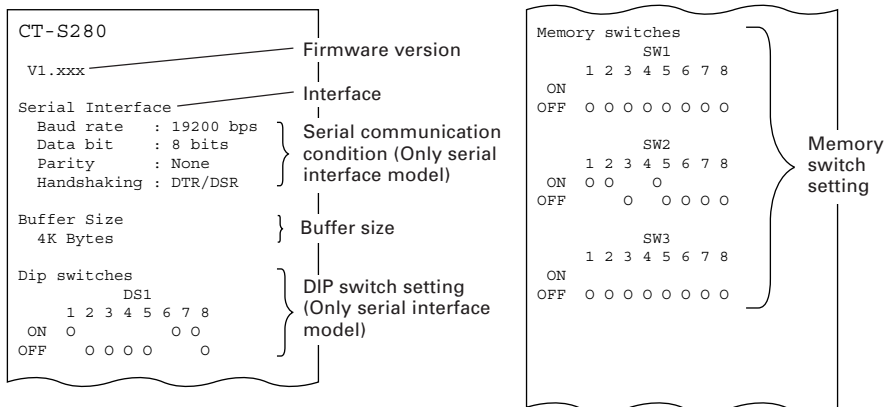 CT-S280
V1.xxx
Firmware version
Serial Interface
Interface
Baud rate : 19200 bps
Data bit : 8 bits
Parity : None
Handshaking : DTR/DSR
Serial communication
condition (Only serial
interface model)
Buffer Size
4K Bytes
Buffer size
Dip switches
DS1
1 2 3 4 5 6 7 8
ON O O O
OFF O O O O O
DIP switch setting
(Only serial interface
model)
Memory switches
SW1
1 2 3 4 5 6 7 8
ON
OFF O O O O O O O O
SW2
1 2 3 4 5 6 7 8
ON O O O
OFF O O O O O
SW3
1 2 3 4 5 6 7 8
ON
OFF O O O O O O O O
Memory
switch
setting